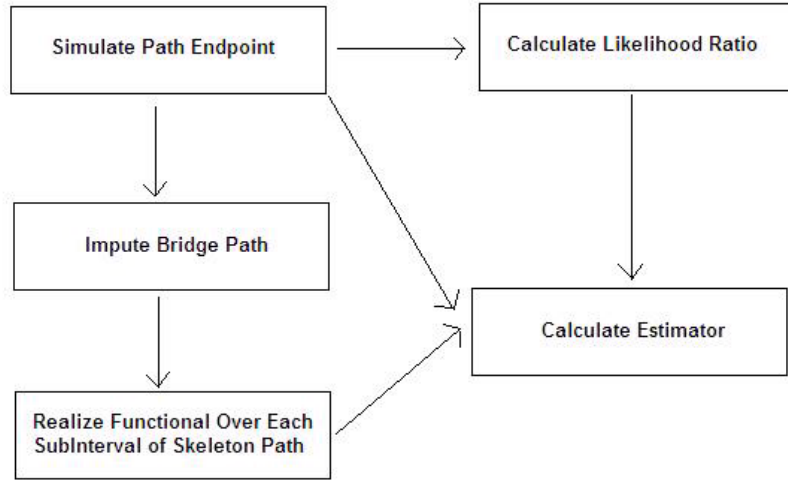 Simulate Path Endpoint
Calculate Likelihood Ratio
Impute Bridge Path
Calculate Estimator
Realize Functional Over Each
SubInterval of Skeleton Path